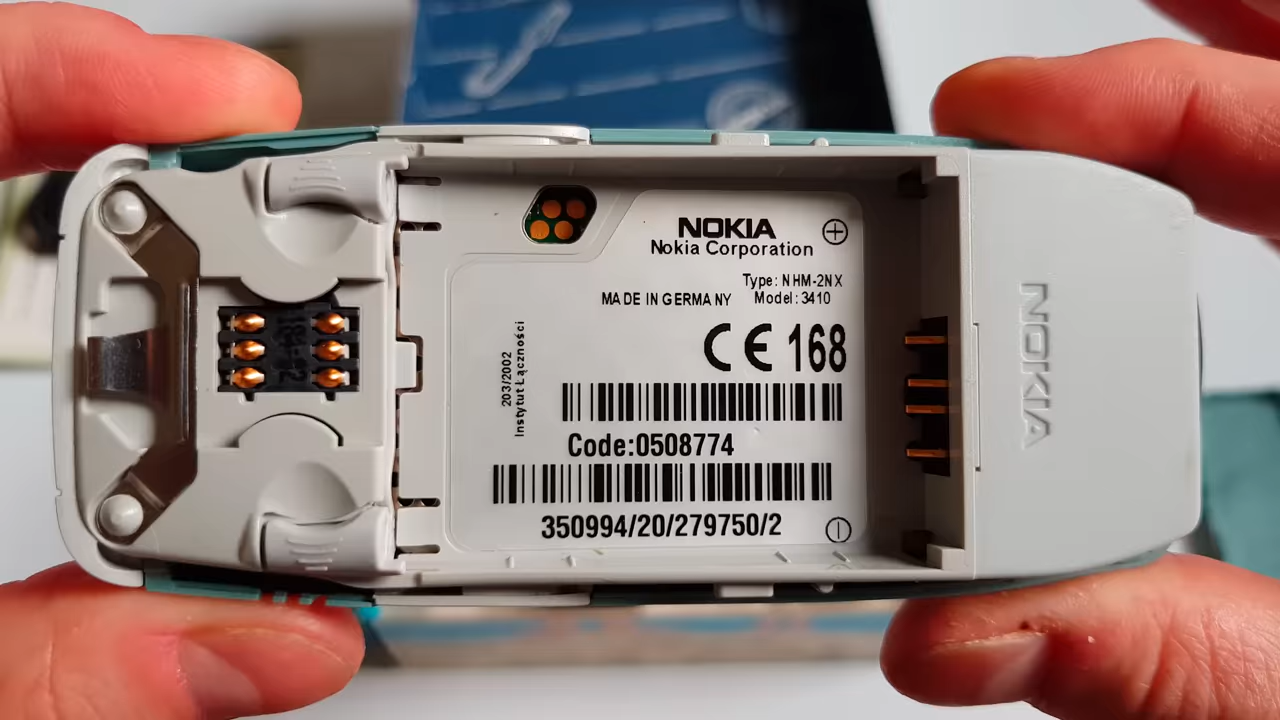 NOKIA
Nokia Corporation
Type: NHM-2NX
MADE IN GERMANY Model: 3410
CE 168
203/2002
Instytut Łączności
Code:0508774
350994/20/279750/2
NOKIA